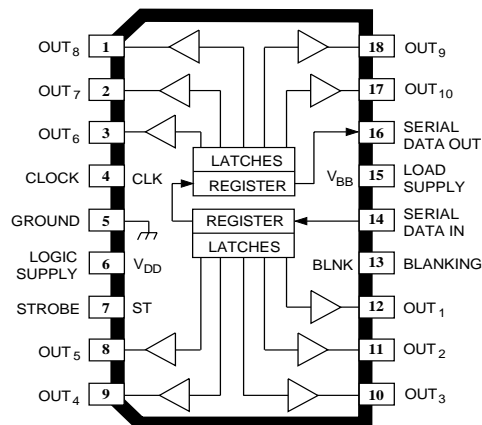 OUT8 1 18 OUT9
OUT7 2 17 OUT10
OUT6 3 16 SERIAL DATA OUT
LATCHES
CLOCK 4 CLK REGISTER VBB 15 LOAD SUPPLY
GROUND 5 REGISTER 14 SERIAL DATA IN
LATCHES
LOGIC SUPPLY 6 VDD BLNK 13 BLANKING
STROBE 7 ST 12 OUT1
OUT5 8 11 OUT2
OUT4 9 10 OUT3